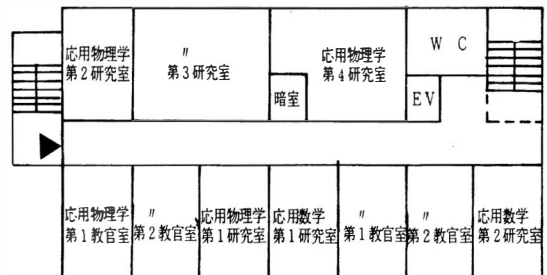 応用物理学
第2研究室
〃
第3研究室
応用物理学
第4研究室
暗室
W C
EV
応用物理学
第1教官室
〃
第2教官室
応用物理学
第1研究室
応用数学
第1研究室
〃
第1教官室
〃
第2教官室
応用数学
第2研究室